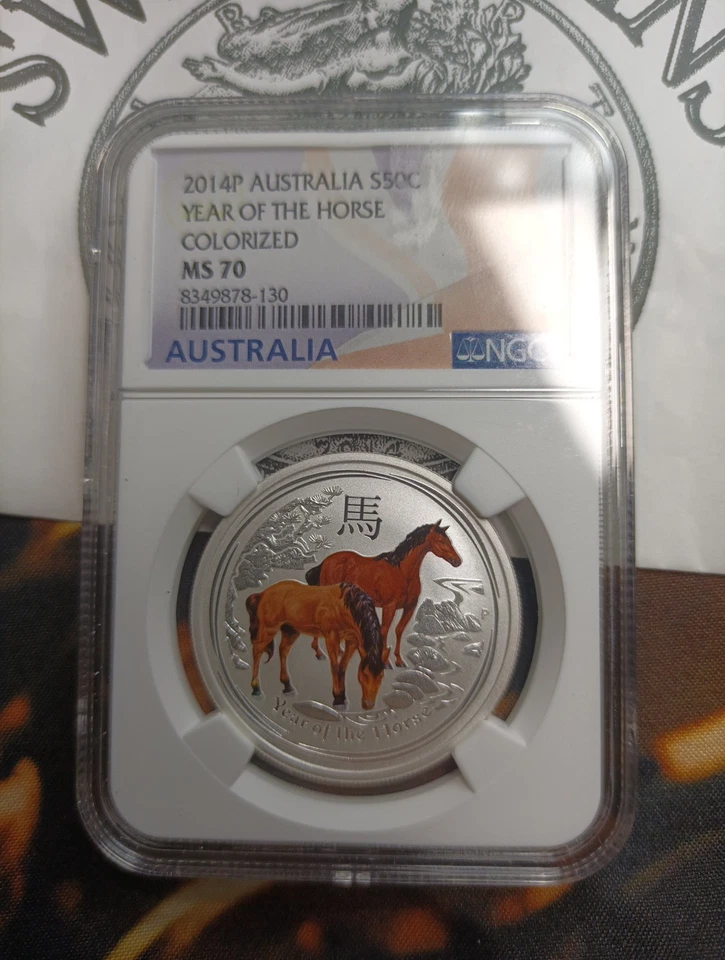 2014P AUSTRALIA S50C
YEAR OF THE HORSE
COLORIZED
MS 70
8349878-130
AUSTRALIA
NGC
馬
P
Year of the Horse